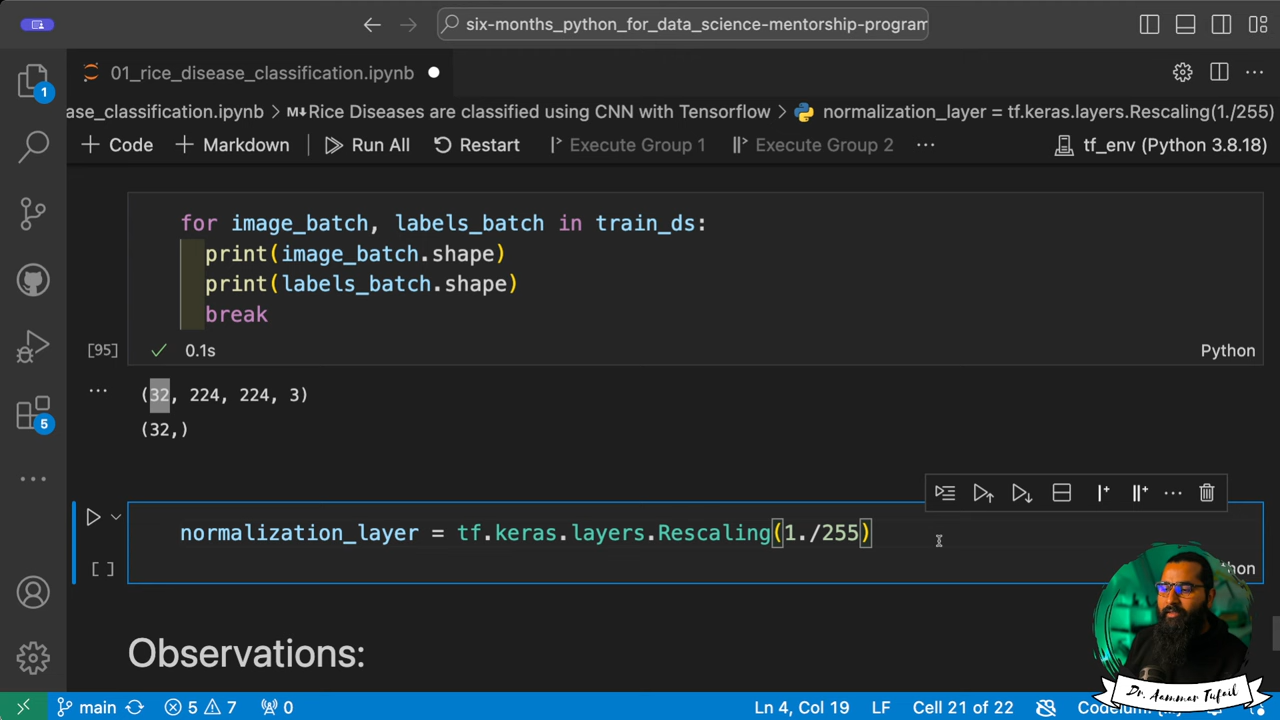 six-months_python_for_data_science-mentorship-program
01_rice_disease_classification.ipynb
ase_classification.ipynb > M↓Rice Diseases are classified using CNN with Tensorflow > normalization_layer = tf.keras.layers.Rescaling(1./255)
+ Code + Markdown Run All Restart Execute Group 1 Execute Group 2 ... tf_env (Python 3.8.18)
1
for image_batch, labels_batch in train_ds:
print(image_batch.shape)
print(labels_batch.shape)
break
[95] ✓ 0.1s Python
... (32, 224, 224, 3)
(32,)
5
normalization_layer = tf.keras.layers.Rescaling(1./255)
[ ]
Observations:
Dr. Aammar Tufail
main 5 7 0 Ln 4, Col 19 LF Cell 21 of 22